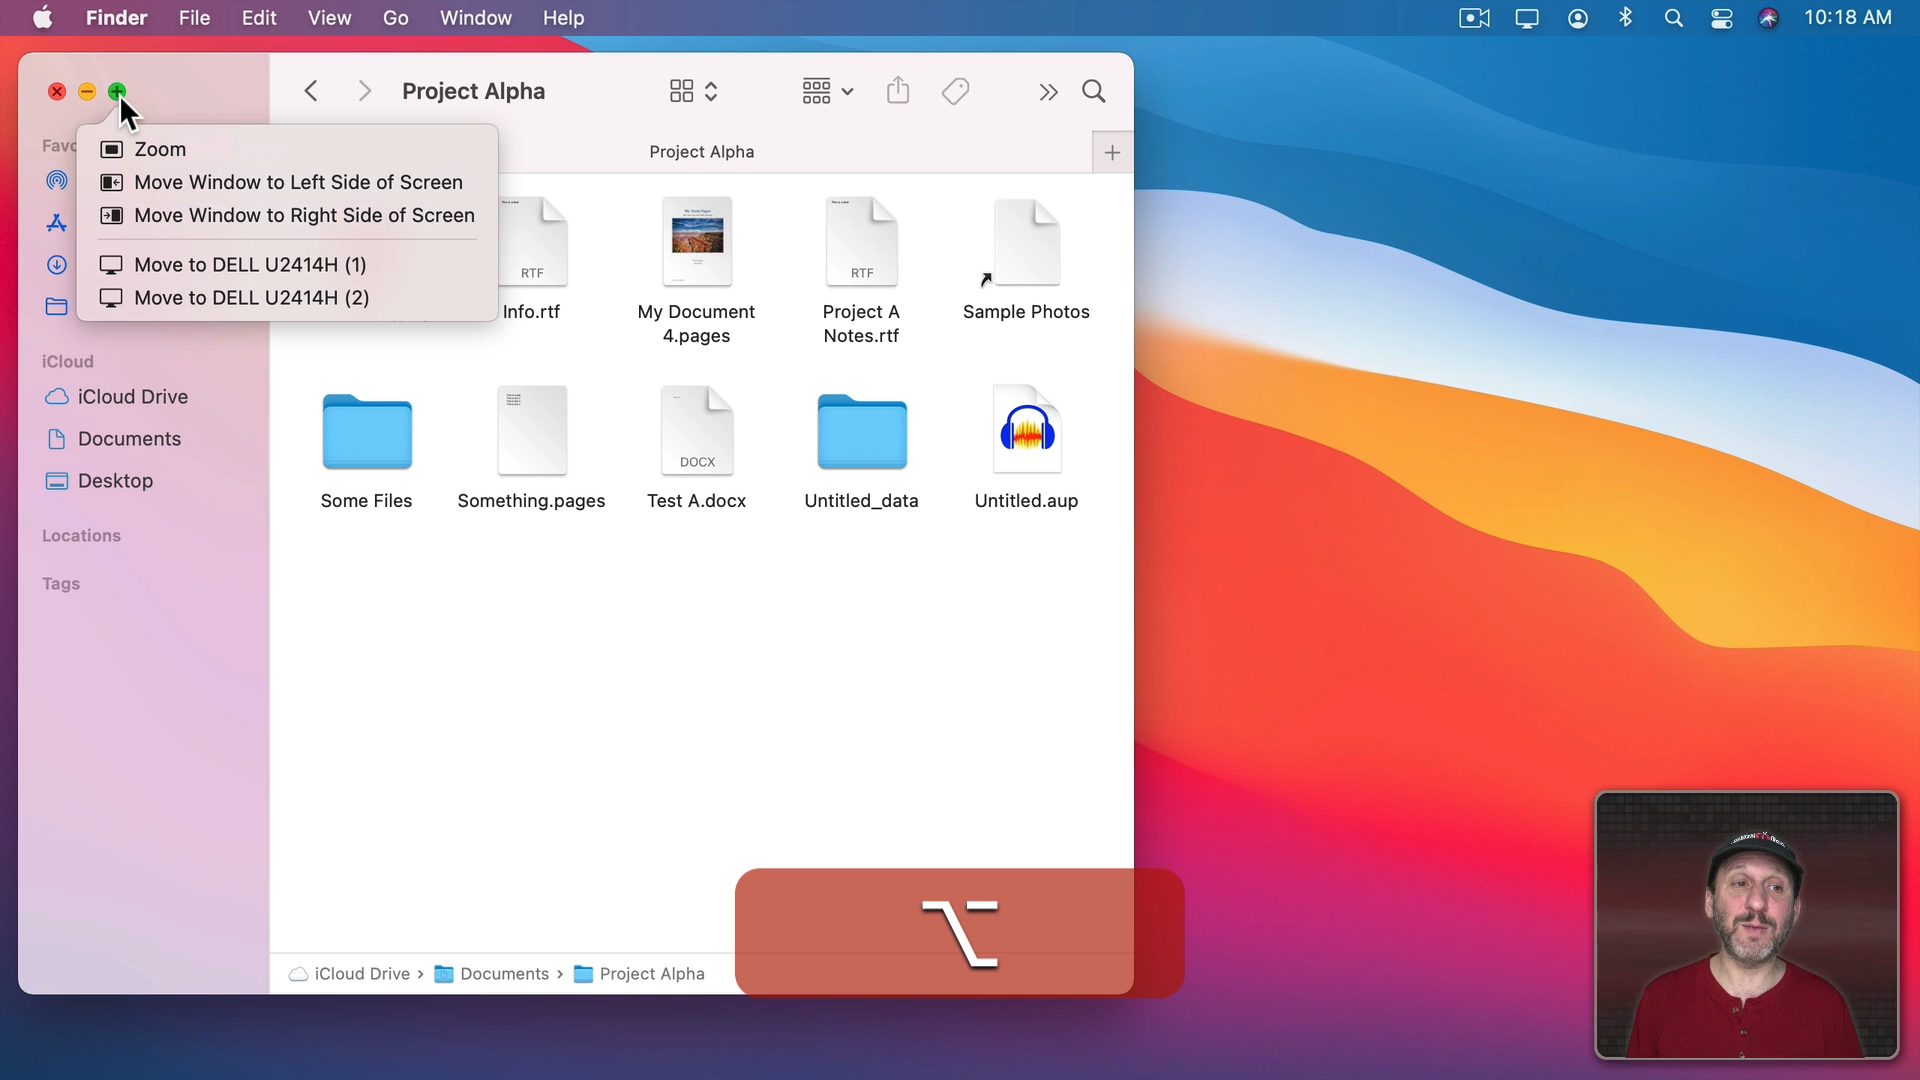 Finder File Edit View Go Window Help 10:18 AM
Project Alpha
Project Alpha
Favo
Zoom
Move Window to Left Side of Screen
Move Window to Right Side of Screen
Move to DELL U2414H (1)
Move to DELL U2414H (2)
iCloud
iCloud Drive
Documents
Desktop
Locations
Tags
RTF
Info.rtf
My Document
4.pages
RTF
Project A
Notes.rtf
Sample Photos
Some Files
Something.pages
DOCX
Test A.docx
Untitled_data
Untitled.aup
iCloud Drive › Documents › Project Alpha
⌥